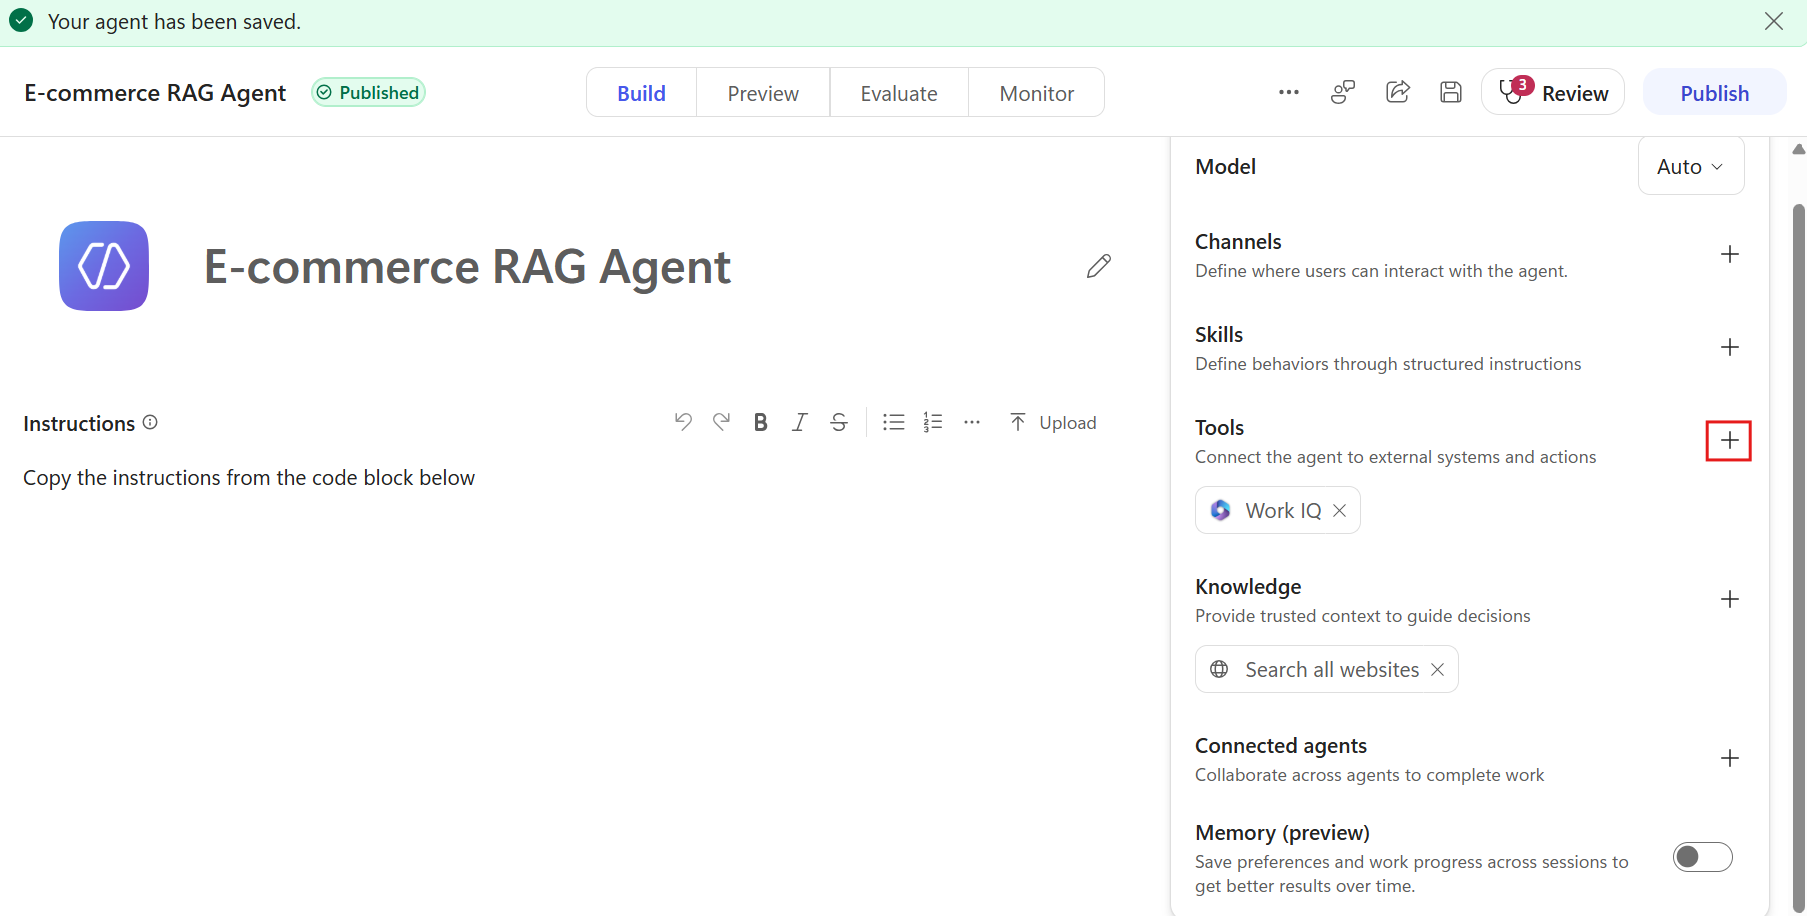 Your agent has been saved.
E-commerce RAG Agent
Published
Build
Preview
Evaluate
Monitor
3
Review
Publish
E-commerce RAG Agent
Instructions
Upload
Copy the instructions from the code block below
Model
Auto
Channels
Define where users can interact with the agent.
Skills
Define behaviors through structured instructions
Tools
Connect the agent to external systems and actions
Work IQ
Knowledge
Provide trusted context to guide decisions
Search all websites
Connected agents
Collaborate across agents to complete work
Memory (preview)
Save preferences and work progress across sessions to
get better results over time.